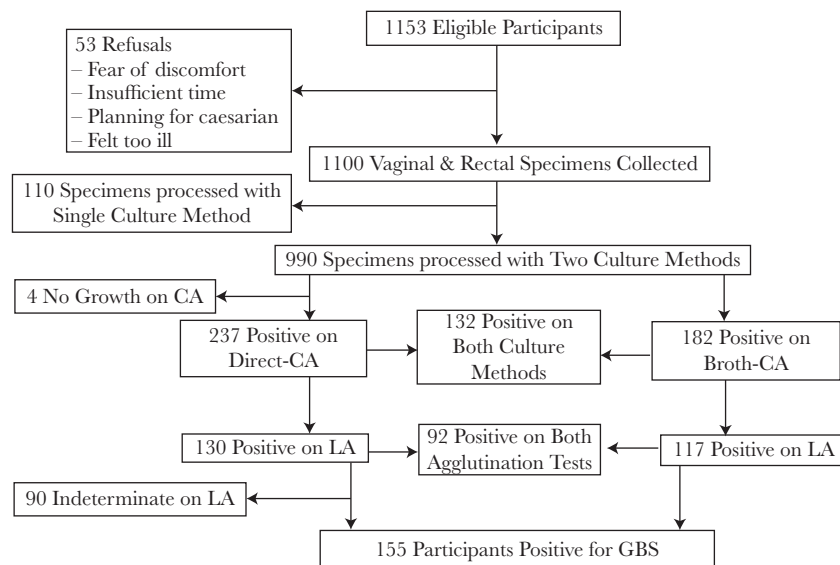 1153 Eligible Participants
53 Refusals
– Fear of discomfort
– Insufficient time
– Planning for caesarian
– Felt too ill
1100 Vaginal & Rectal Specimens Collected
110 Specimens processed with
Single Culture Method
990 Specimens processed with Two Culture Methods
4 No Growth on CA
237 Positive on
Direct-CA
132 Positive on
Both Culture
Methods
182 Positive on
Broth-CA
130 Positive on LA
92 Positive on Both
Agglutination Tests
117 Positive on LA
90 Indeterminate on LA
155 Participants Positive for GBS